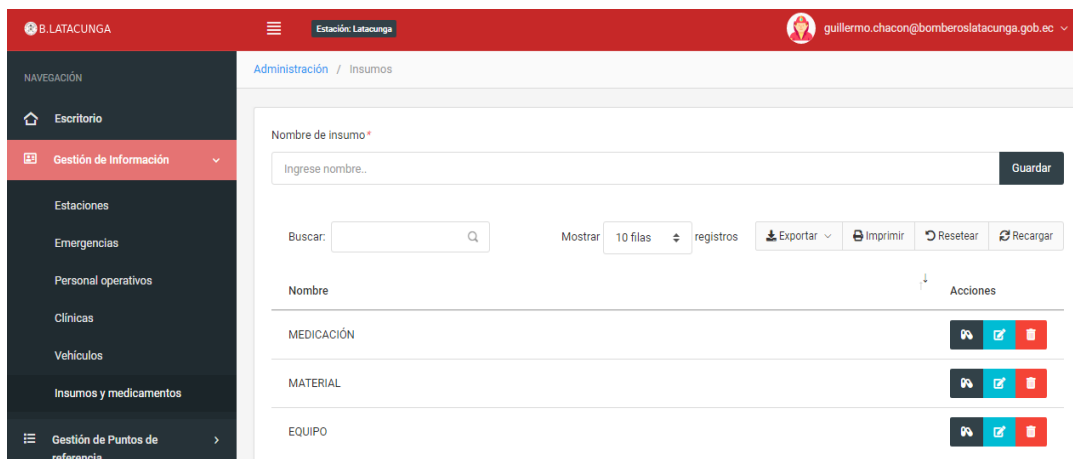 B.LATACUNGA
Estación: Latacunga
guillermo.chacon@bomberoslatacunga.gob.ec
NAVEGACIÓN
Administración / Insumos
Escritorio
Gestión de Información
Estaciones
Emergencias
Personal operativos
Clínicas
Vehículos
Insumos y medicamentos
Gestión de Puntos de
referencia
Nombre de insumo*
Ingrese nombre..
Guardar
Buscar:
Mostrar 10 filas registros
Exportar Imprimir Resetear Recargar
Nombre Acciones
MEDICACIÓN
MATERIAL
EQUIPO